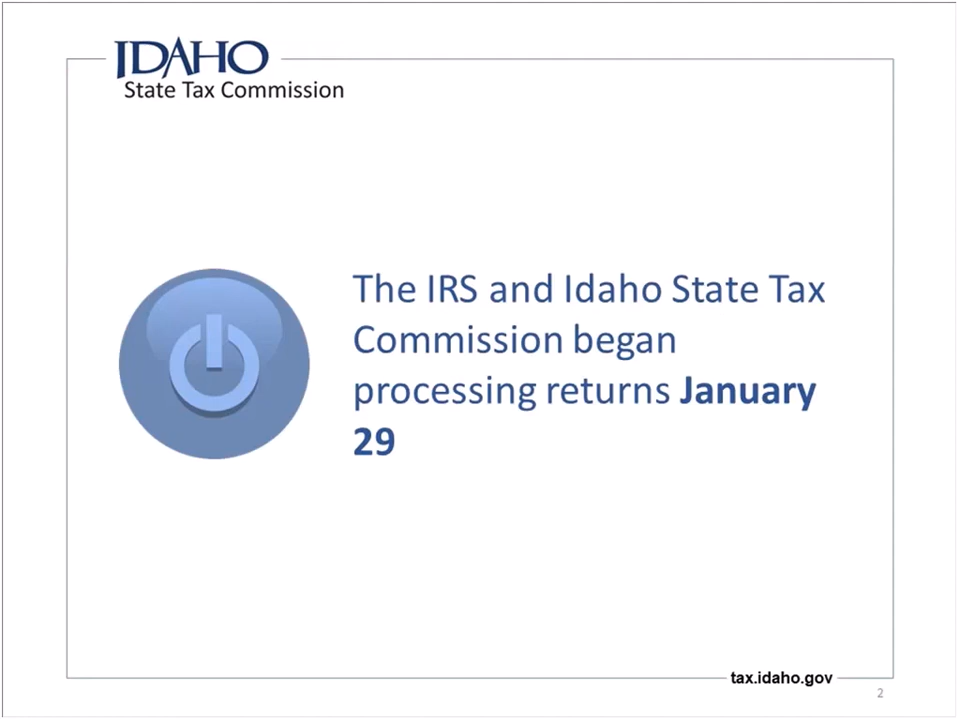 IDAHO
State Tax Commission
The IRS and Idaho State Tax
Commission began
processing returns January
29
tax.idaho.gov
2